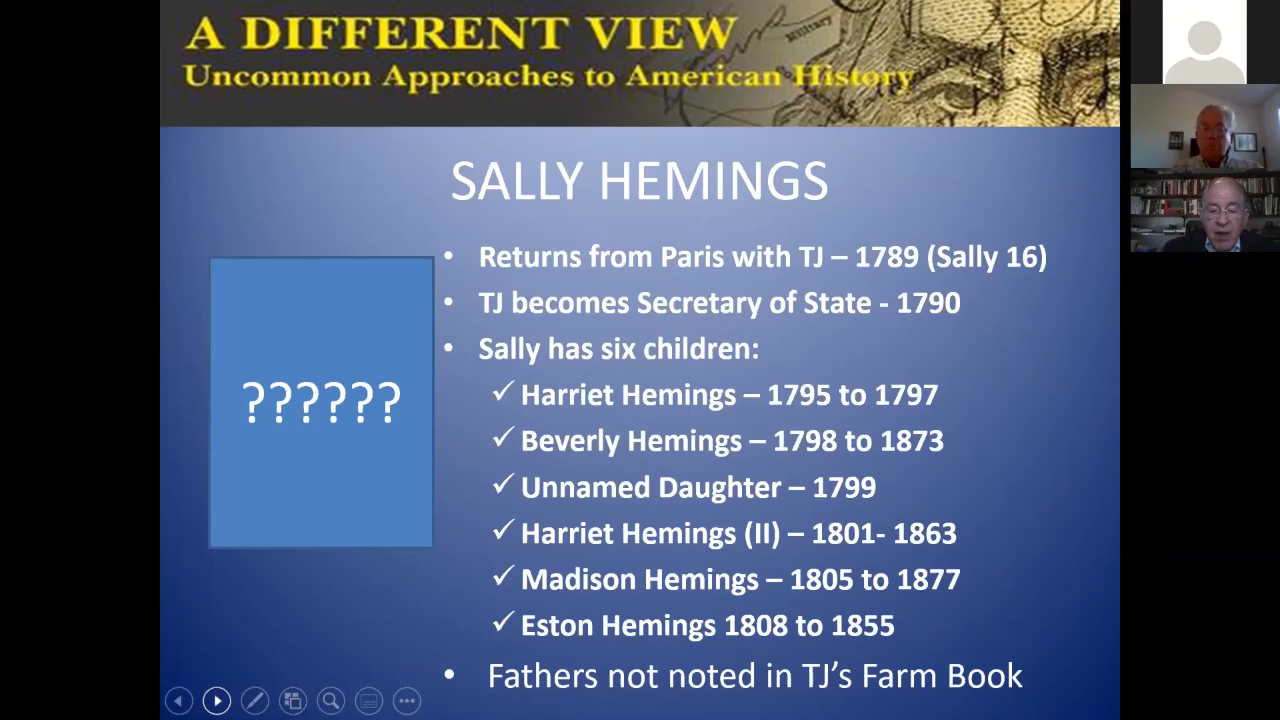 A DIFFERENT VIEW
Uncommon Approaches to American History
Military
SALLY HEMINGS
??????
• Returns from Paris with TJ – 1789 (Sally 16)
• TJ becomes Secretary of State - 1790
• Sally has six children:
✓ Harriet Hemings – 1795 to 1797
✓ Beverly Hemings – 1798 to 1873
✓ Unnamed Daughter – 1799
✓ Harriet Hemings (II) – 1801- 1863
✓ Madison Hemings – 1805 to 1877
✓ Eston Hemings 1808 to 1855
• Fathers not noted in TJ’s Farm Book